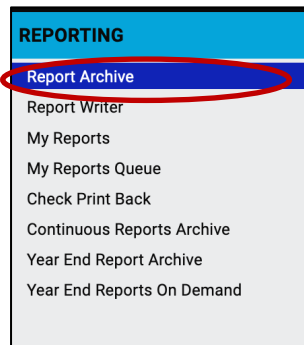 REPORTING
Report Archive
Report Writer
My Reports
My Reports Queue
Check Print Back
Continuous Reports Archive
Year End Report Archive
Year End Reports On Demand